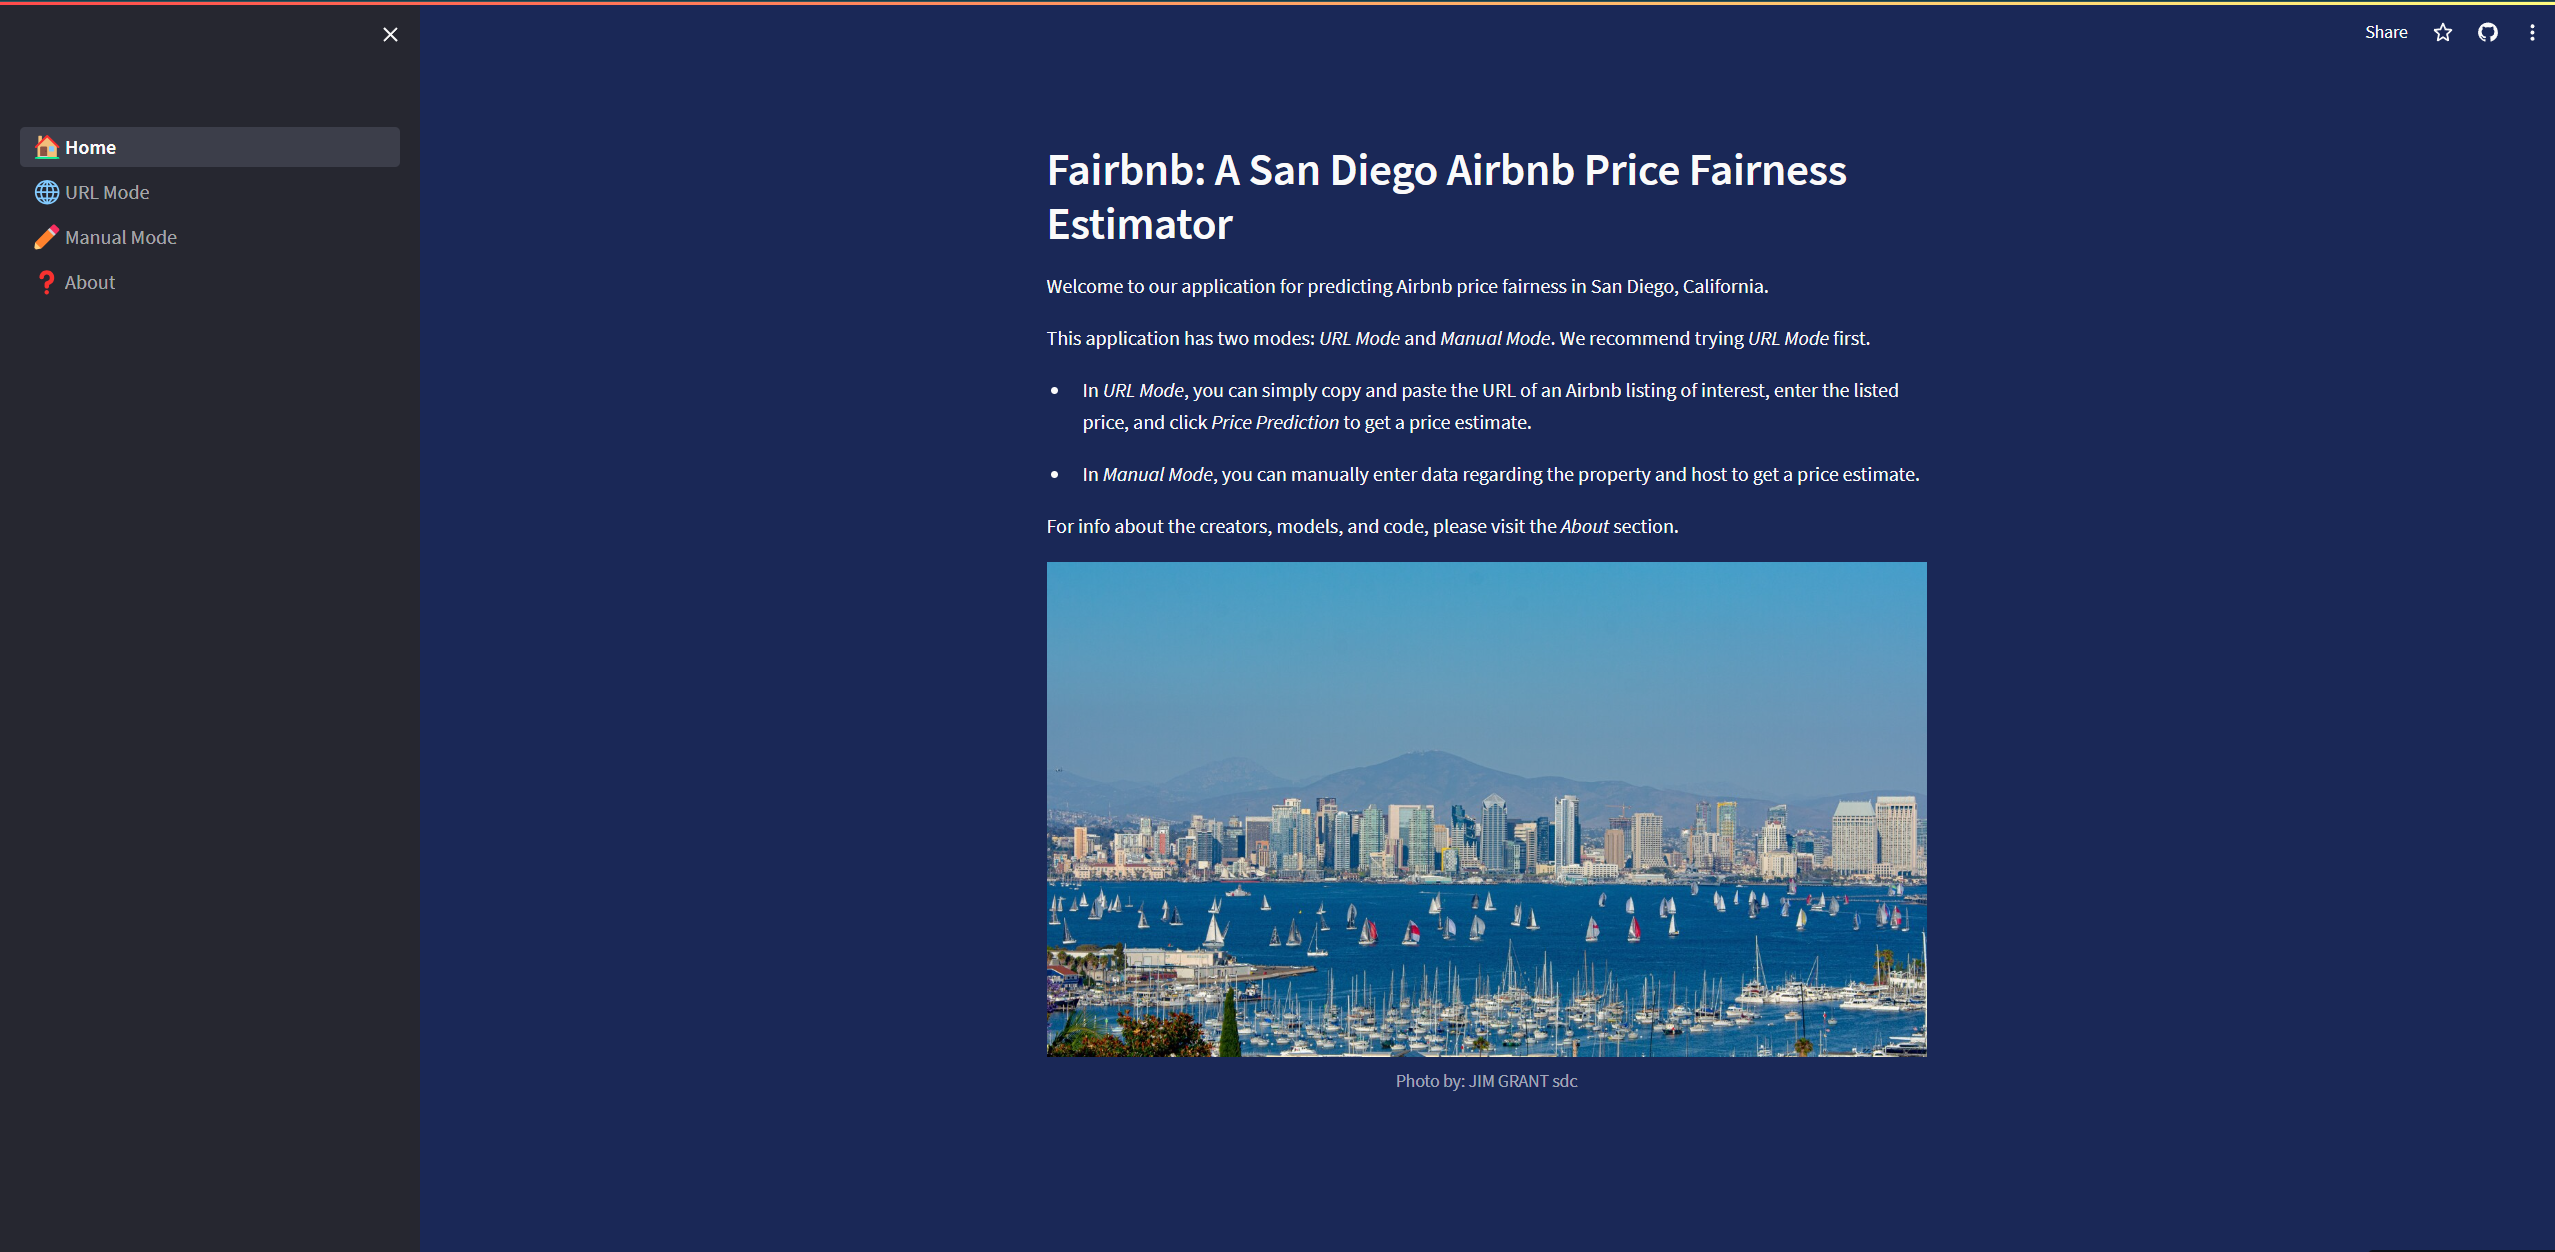 Share
Home
URL Mode
Manual Mode
About
Fairbnb: A San Diego Airbnb Price Fairness
Estimator
Welcome to our application for predicting Airbnb price fairness in San Diego, California.
This application has two modes: URL Mode and Manual Mode. We recommend trying URL Mode first.
• In URL Mode, you can simply copy and paste the URL of an Airbnb listing of interest, enter the listed
price, and click Price Prediction to get a price estimate.
• In Manual Mode, you can manually enter data regarding the property and host to get a price estimate.
For info about the creators, models, and code, please visit the About section.
Photo by: JIM GRANT sdc